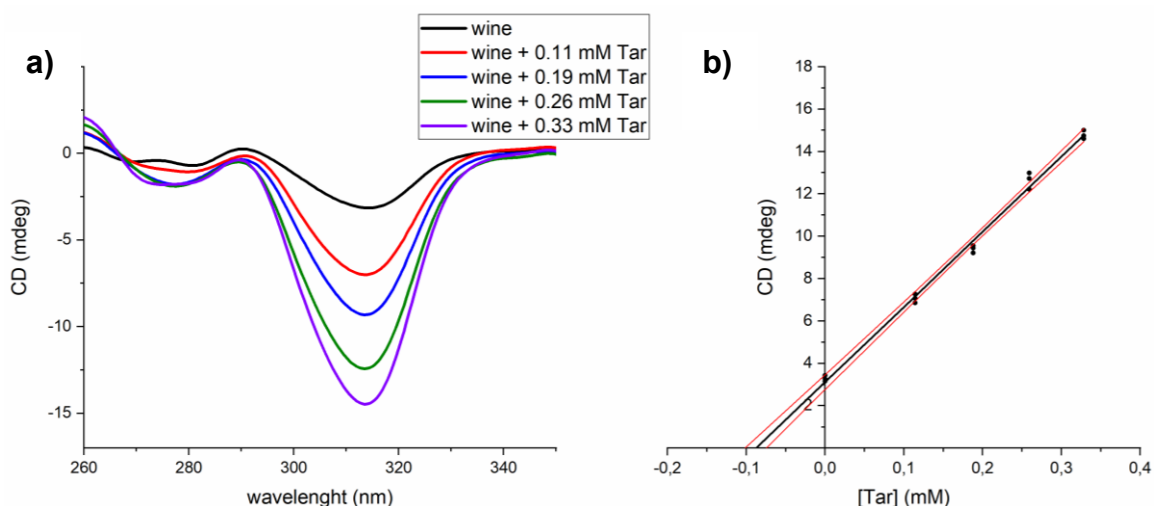 a)
wine
wine + 0.11 mM Tar
wine + 0.19 mM Tar
wine + 0.26 mM Tar
wine + 0.33 mM Tar
CD (mdeg)
0
-5
-10
-15
260
280
300
320
340
wavelenght (nm)
b)
CD (mdeg)
18
16
14
12
10
8
6
4
2
-0,2
-0,1
0,0
0,1
0,2
0,3
0,4
[Tar] (mM)